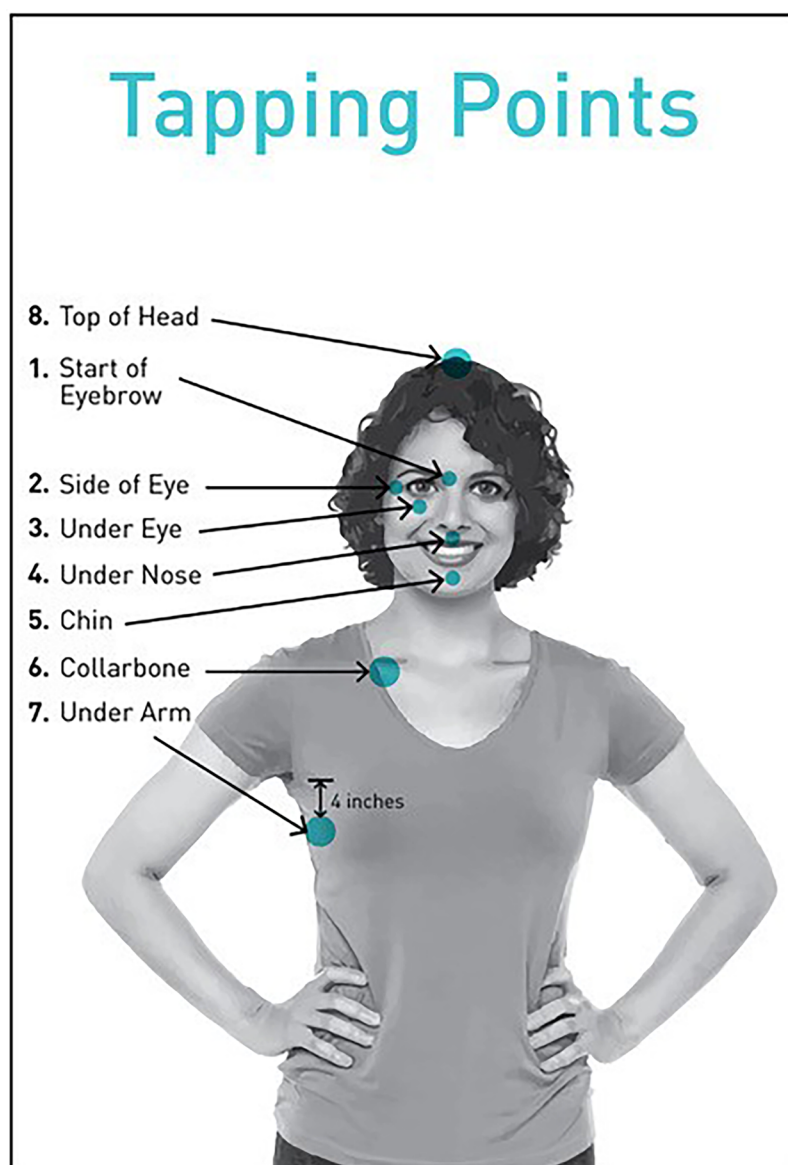 Tapping Points
8. Top of Head
1. Start of
Eyebrow
2. Side of Eye
3. Under Eye
4. Under Nose
5. Chin
6. Collarbone
7. Under Arm
4 inches